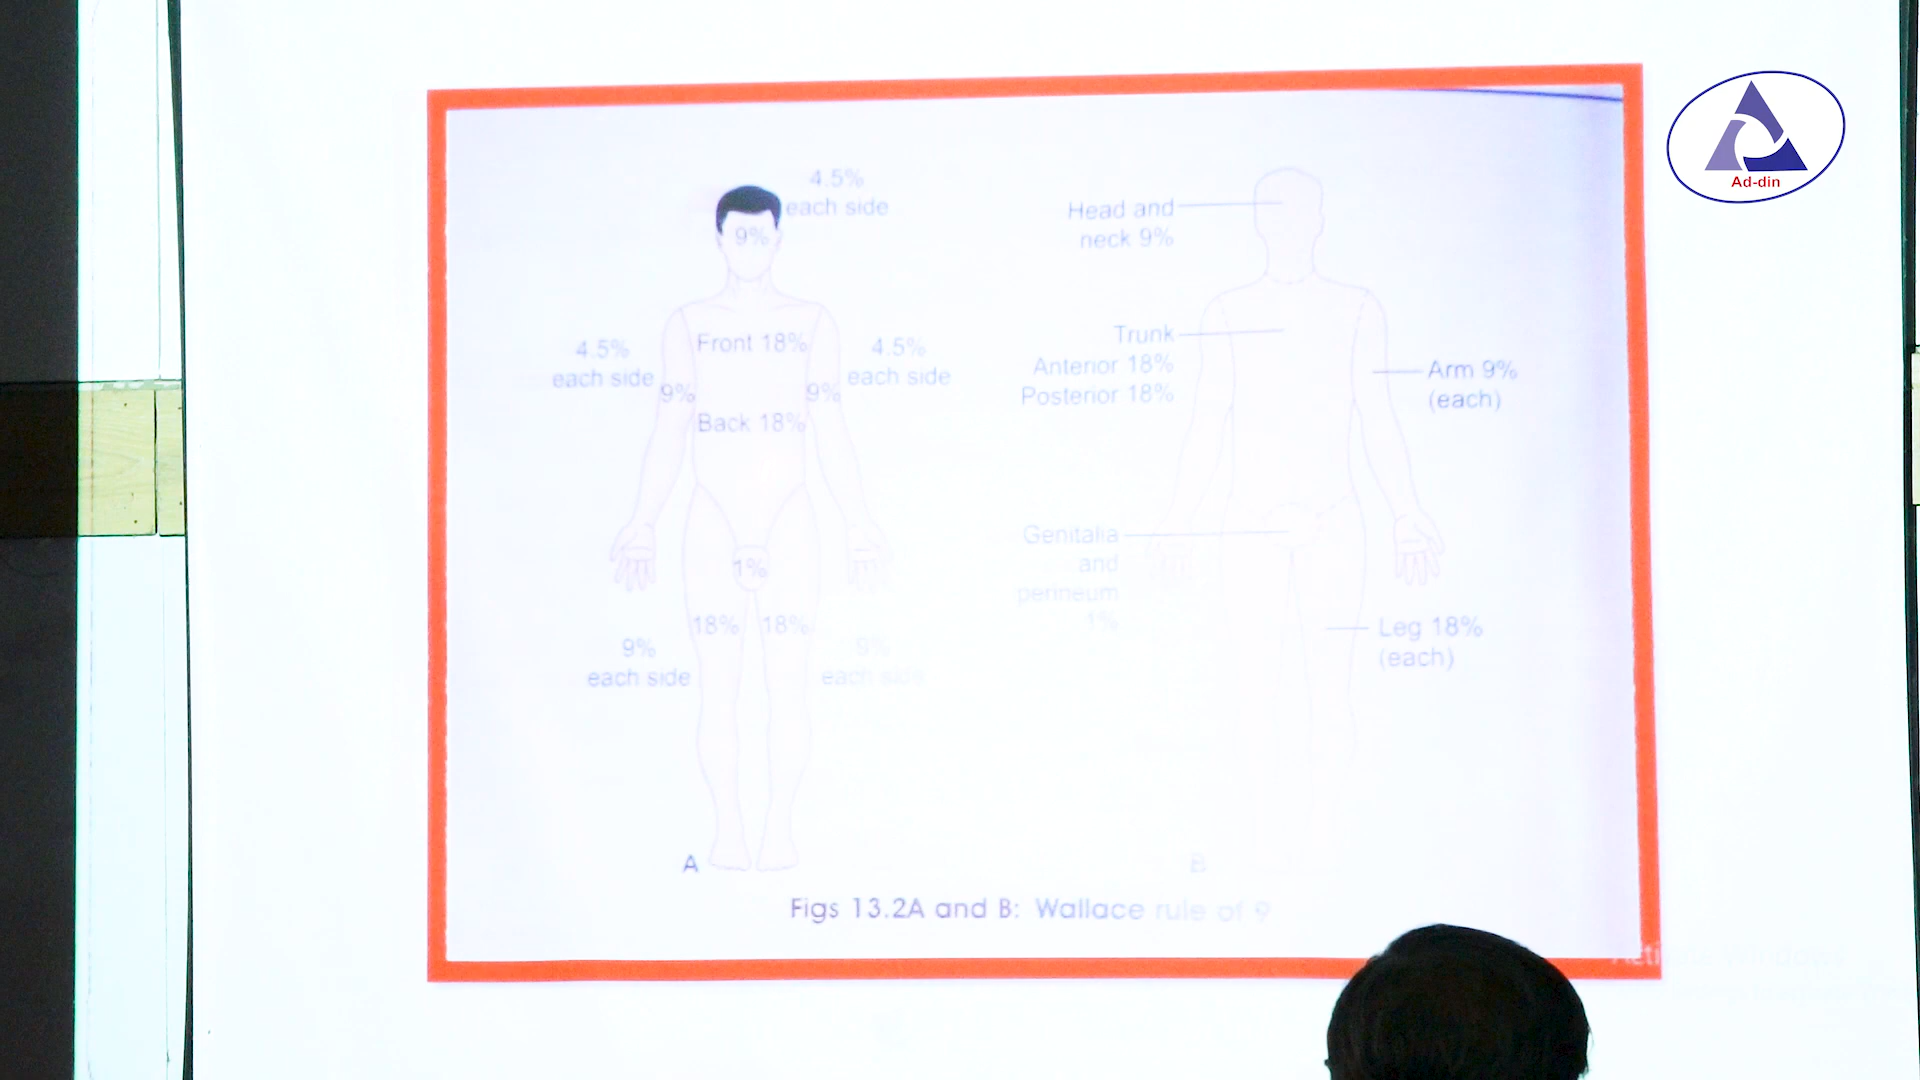 Ad-din
4.5%
each side
9%
4.5%
each side
Front 18%
4.5%
each side
9%
9%
Back 18%
1%
18%
18%
9%
each side
9%
each side
A
Head and
neck 9%
Trunk
Anterior 18%
Posterior 18%
Arm 9%
(each)
Genitalia
and
perineum
1%
Leg 18%
(each)
B
Figs 13.2A and B: Wallace rule of 9
Activate Windows